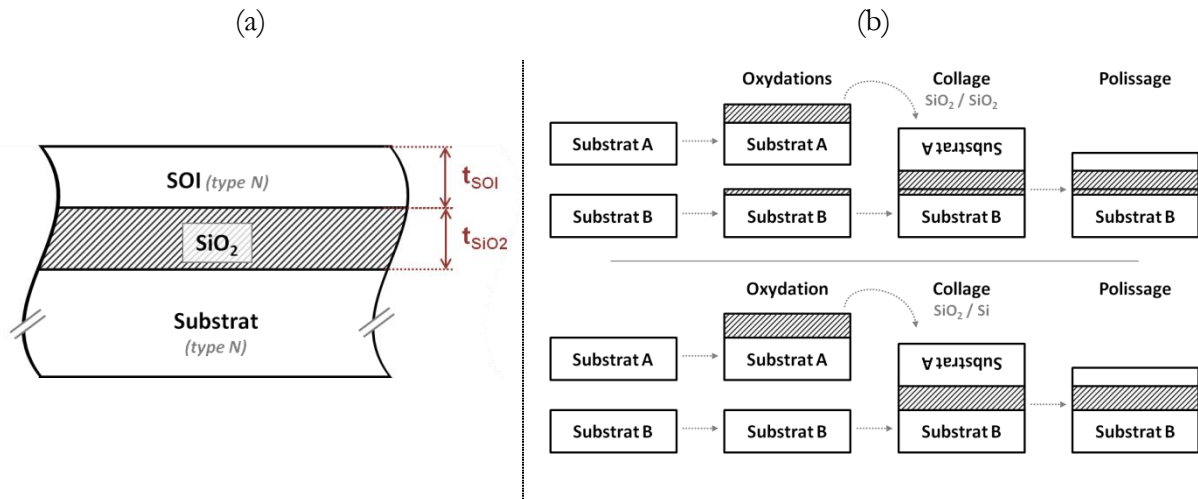 (a)
SOI (type N)
SiO2
Substrat
(type N)
tSOI
tSiO2
(b)
Oxydations
Collage
SiO2 / SiO2
Polissage
Substrat A
Substrat A
Substrat A
Substrat B
Substrat B
Substrat B
Substrat B
Oxydation
Collage
SiO2 / Si
Polissage
Substrat A
Substrat A
Substrat A
Substrat B
Substrat B
Substrat B
Substrat B